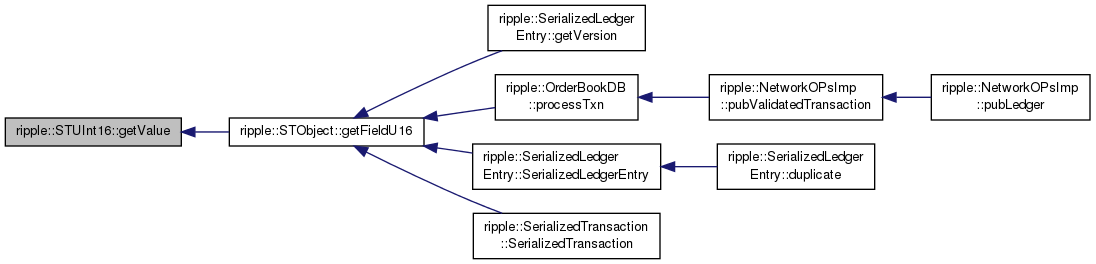 ripple::SerializedLedger
Entry::getVersion
ripple::OrderBookDB
::processTxn
ripple::NetworkOPsImp
::pubValidatedTransaction
ripple::NetworkOPsImp
::pubLedger
ripple::STUInt16::getValue
ripple::STObject::getFieldU16
ripple::SerializedLedger
Entry::SerializedLedgerEntry
ripple::SerializedLedger
Entry::duplicate
ripple::SerializedTransaction
::SerializedTransaction